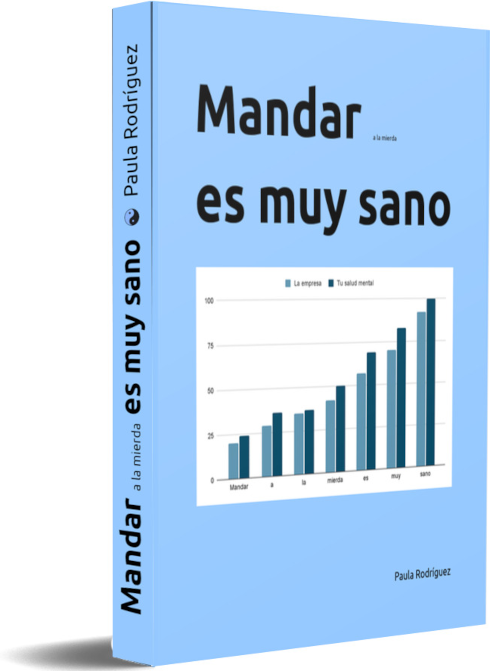 Mandar a la mierda es muy sano Paula Rodríguez
Mandar a la mierda
es muy sano
La empresa Tu salud mental
100
75
50
25
0
Mandar a la mierda es muy sano
Paula Rodríguez